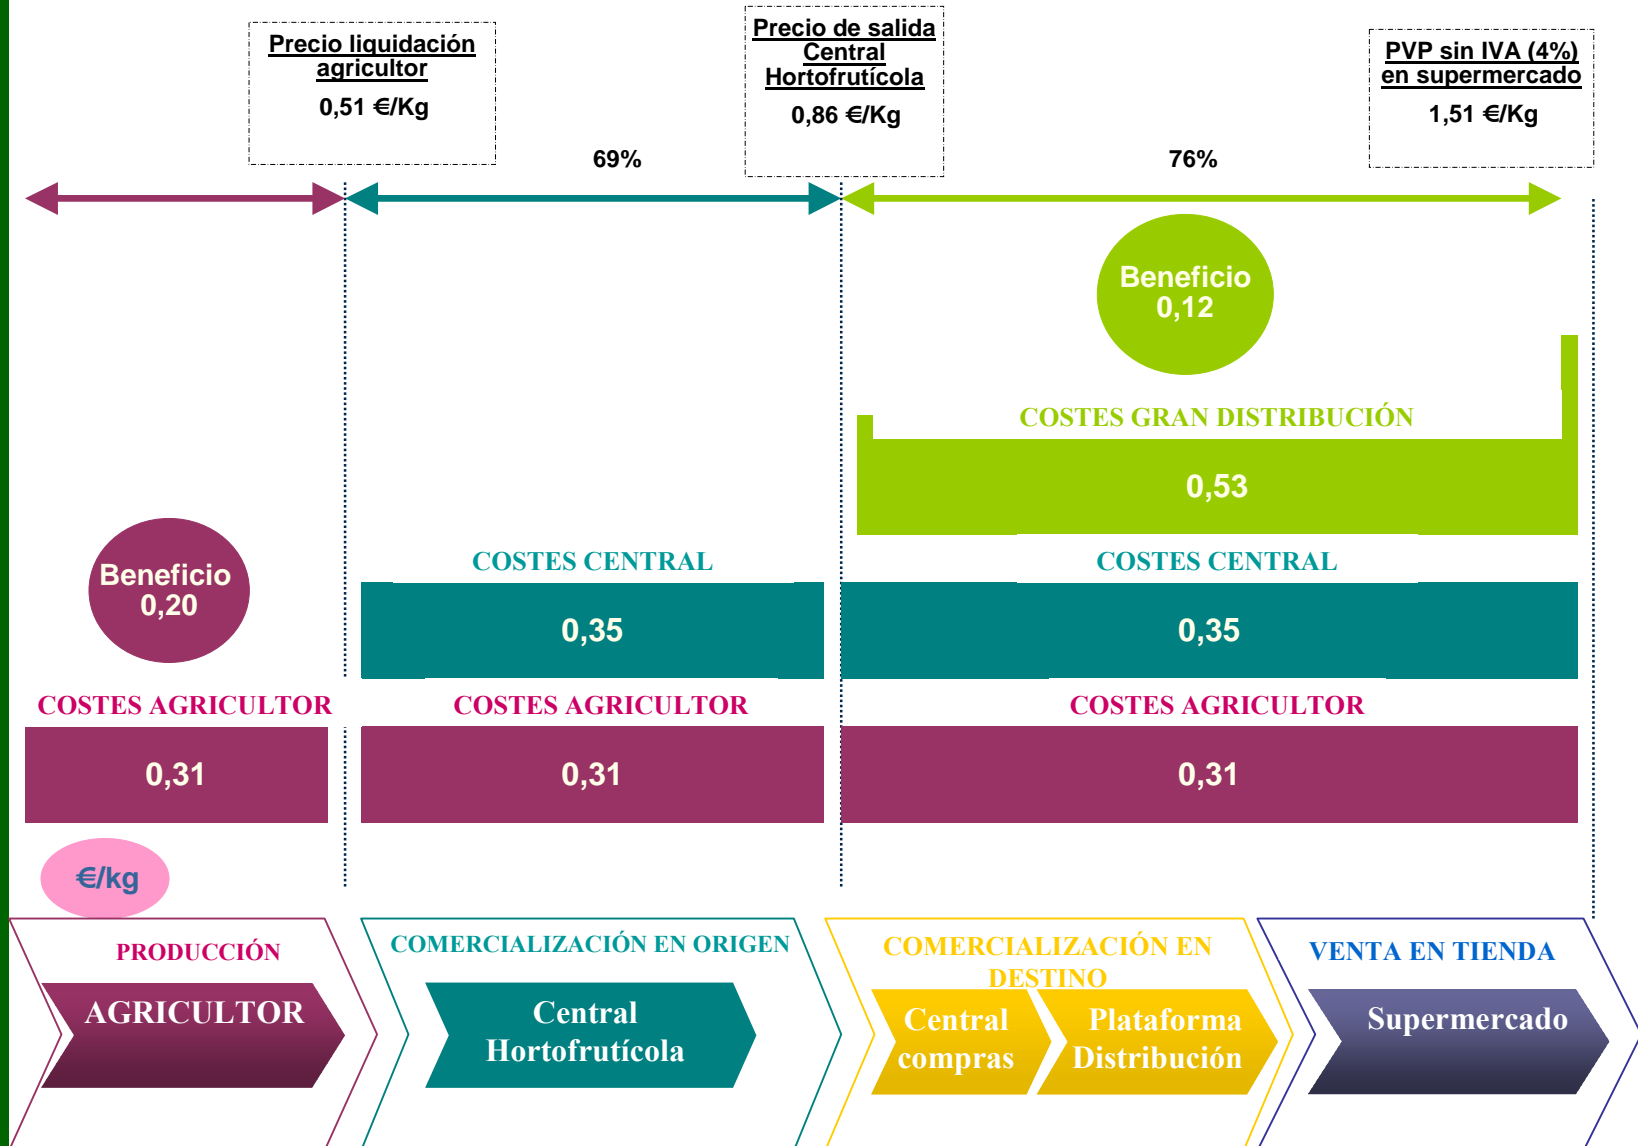 Precio liquidación
agricultor
0,51 €/Kg
Precio de salida
Central
Hortofrutícola
0,86 €/Kg
PVP sin IVA (4%)
en supermercado
1,51 €/Kg
69%
76%
Beneficio
0,12
COSTES GRAN DISTRIBUCIÓN
0,53
Beneficio
0,20
COSTES CENTRAL
0,35
COSTES CENTRAL
0,35
COSTES AGRICULTOR
0,31
COSTES AGRICULTOR
0,31
COSTES AGRICULTOR
0,31
€/kg
PRODUCCIÓN
AGRICULTOR
COMERCIALIZACIÓN EN ORIGEN
Central
Hortofrutícola
COMERCIALIZACIÓN EN
DESTINO
Central
compras
Plataforma
Distribución
VENTA EN TIENDA
Supermercado